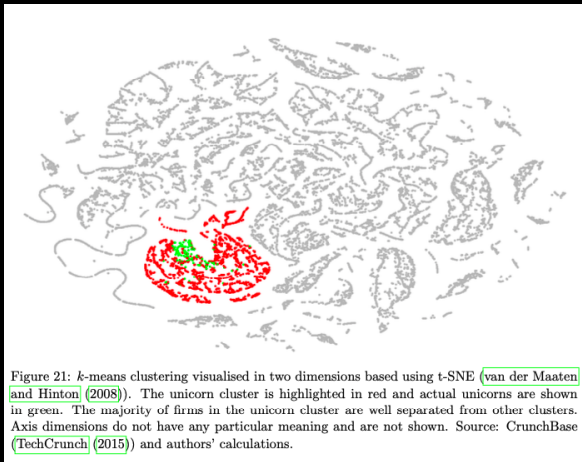 Figure 21: k-means clustering visualised in two dimensions based using t-SNE (van der Maaten
and Hinton (2008)). The unicorn cluster is highlighted in red and actual unicorns are shown
in green. The majority of firms in the unicorn cluster are well separated from other clusters.
Axis dimensions do not have any particular meaning and are not shown. Source: CrunchBase
(TechCrunch (2015)) and authors' calculations.